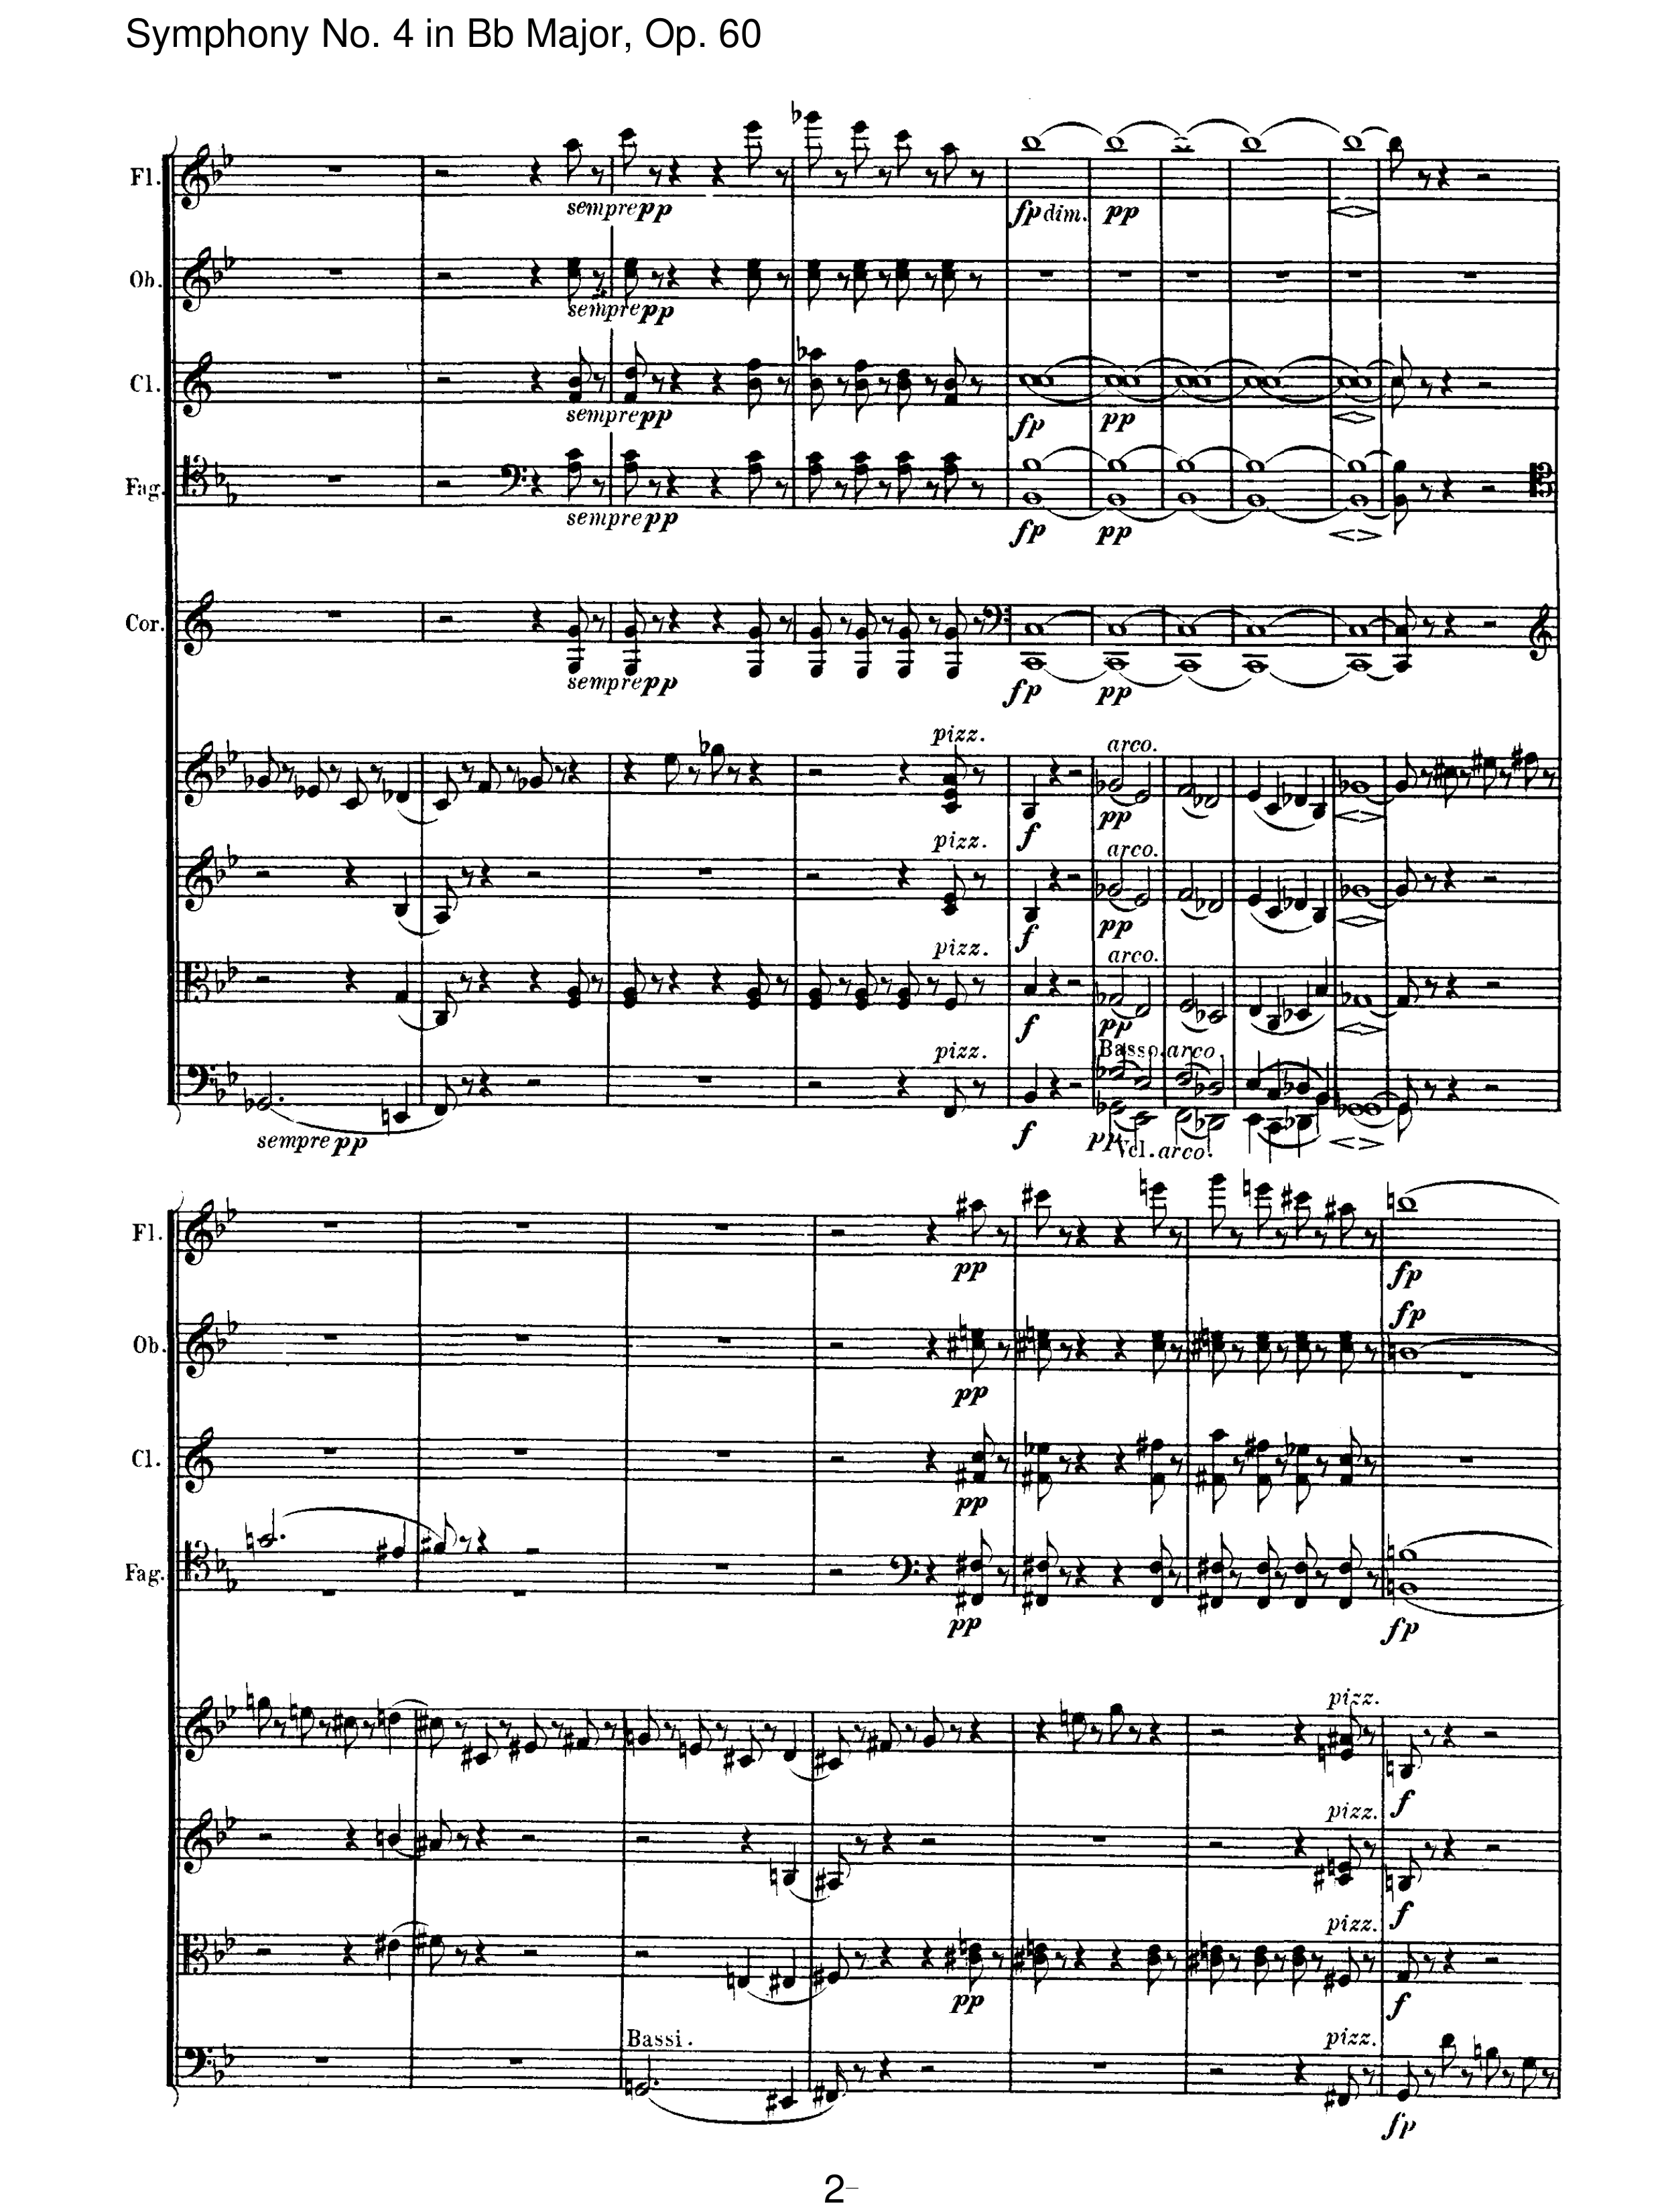 Symphony No. 4 in Bb Major, Op. 60
Fl.
sempre pp
fp dim. pp
Ob.
sempre pp
Cl.
sempre pp
fp pp
Fag.
sempre pp
fp pp
Cor.
sempre pp
fp pp
pizz. arco.
f pp
pizz. arco.
f pp
pizz. arco.
f pp
pizz. Basso. arco.
sempre pp f pp Vcl. arco.
Fl.
pp fp
Ob.
fp
pp
Cl.
pp
Fag.
pp fp
pizz.
f
pizz.
f
pizz.
pp f
Bassi. pizz.
fp
2